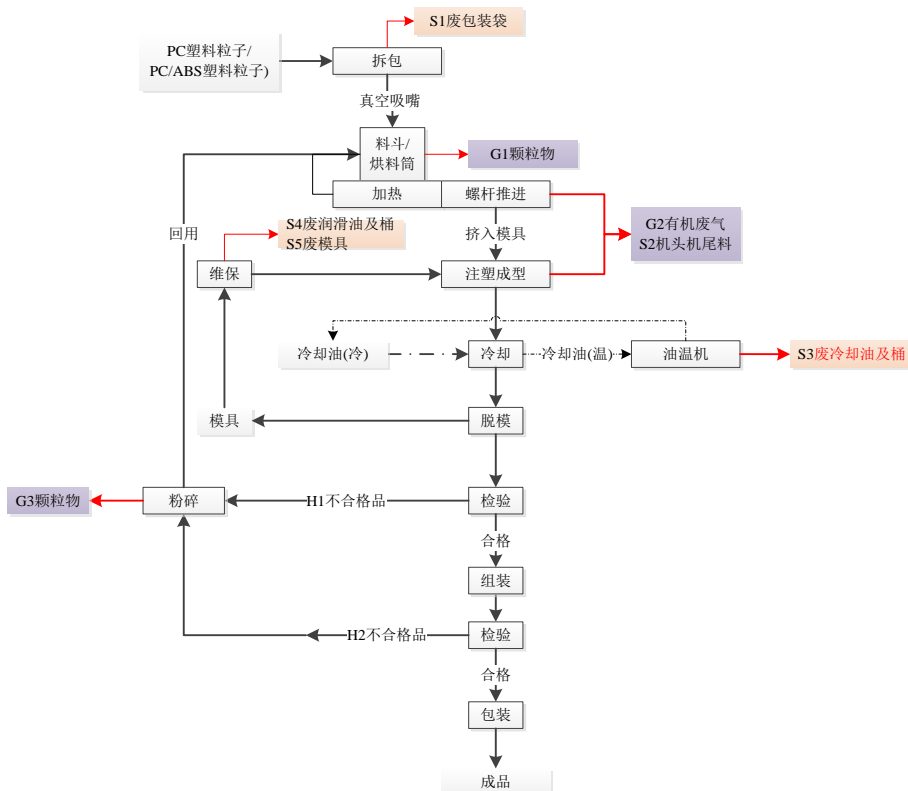 S1废包装袋
PC塑料粒子/
PC/ABS塑料粒子)
拆包
真空吸嘴
料斗/
烘料筒
G1颗粒物
加热
螺杆推进
S4废润滑油及桶
S5废模具
G2有机废气
S2机头机尾料
回用
挤入模具
维保
注塑成型
冷却油(冷)
冷却
冷却油(温)
油温机
S3废冷却油及桶
模具
脱模
G3颗粒物
粉碎
H1不合格品
检验
合格
组装
H2不合格品
检验
合格
包装
成品